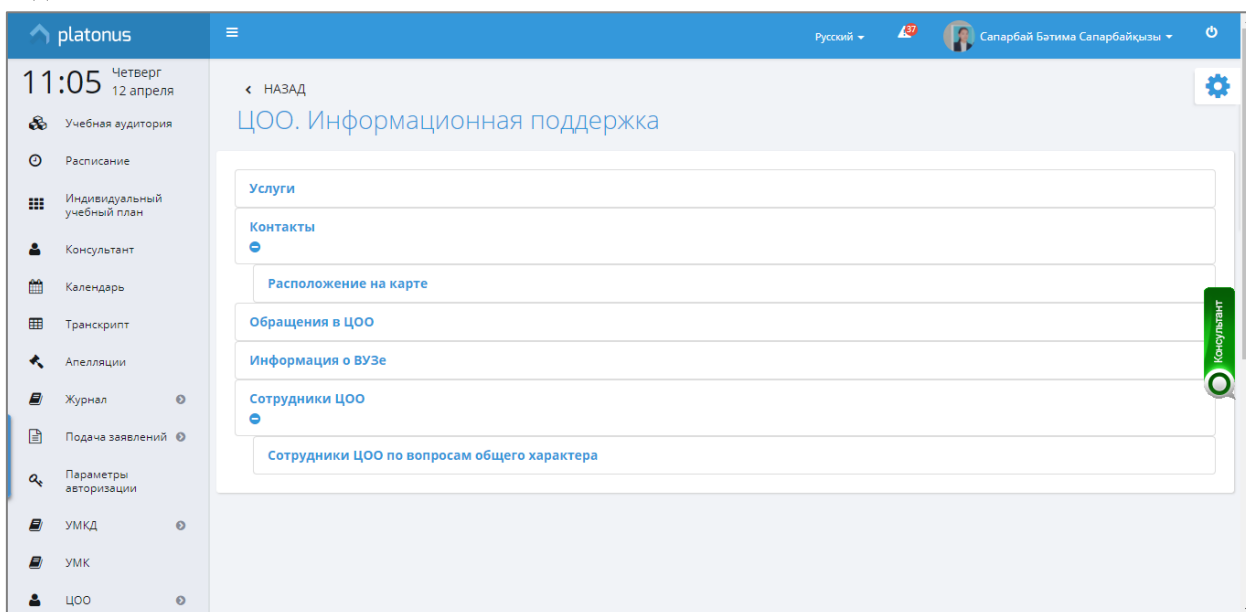 platonus
Русский
37
Сапарбай Бәтима Сапарбайқызы
11:05
Четверг
12 апреля
Учебная аудитория
Расписание
Индивидуальный
учебный план
Консультант
Календарь
Транскрипт
Апелляции
Журнал
Подача заявлений
Параметры
авторизации
УМКД
УМК
ЦОО
НАЗАД
ЦОО. Информационная поддержка
Услуги
Контакты
Расположение на карте
Обращения в ЦОО
Информация о ВУЗе
Сотрудники ЦОО
Сотрудники ЦОО по вопросам общего характера
Консультант